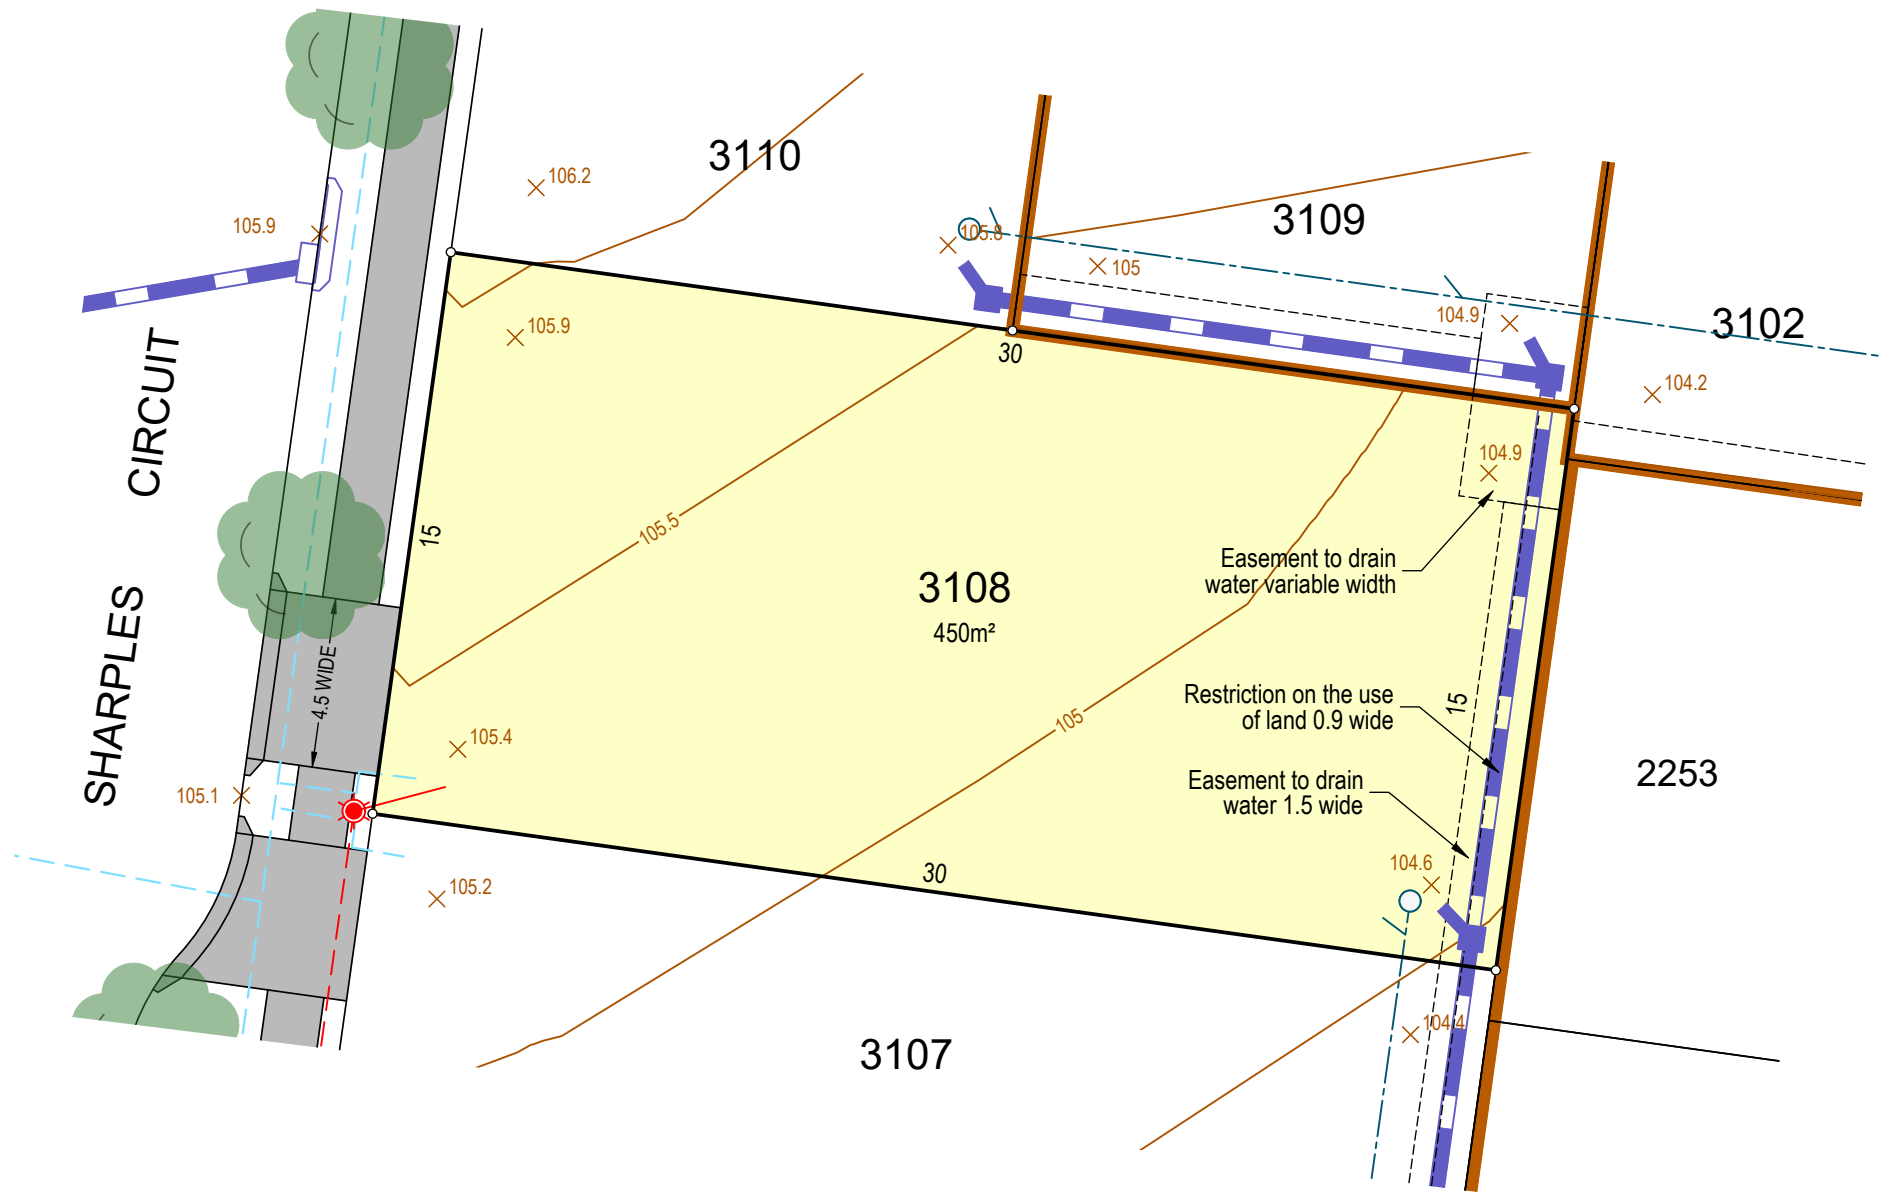 3110
106.2
105.9
3109
105.8
105
104.9
3102
104.2
30
105.9
CIRCUIT
SHARPLES
15
105.5
104.9
Easement to drain
water variable width
3108
450m²
4.5 WIDE
105.4
105
Restriction on the use
of land 0.9 wide
15
Easement to drain
water 1.5 wide
2253
105.1
105.2
30
104.6
104.4
3107